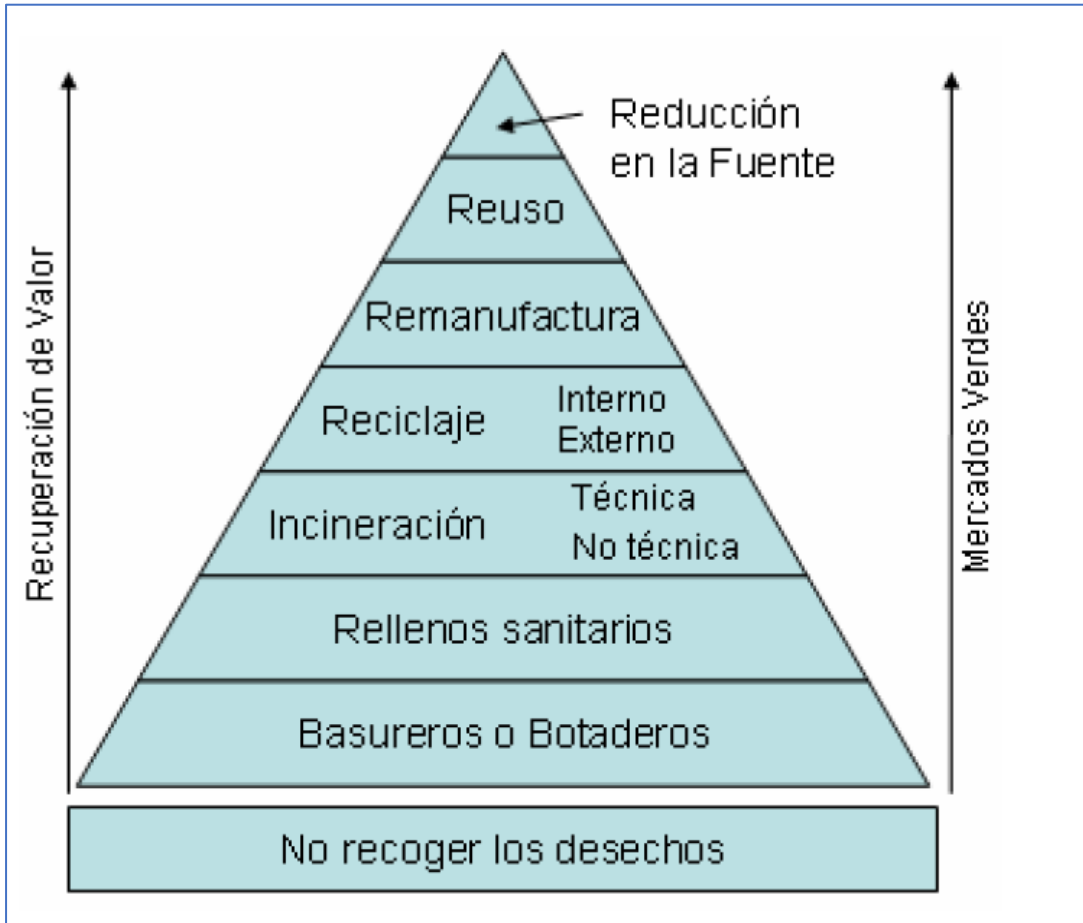 Reducción
en la Fuente
Reuso
Remanufactura
Reciclaje
Interno
Externo
Incineración
Técnica
No técnica
Rellenos sanitarios
Basureros o Botaderos
No recoger los desechos
Recuperación de Valor
Mercados Verdes